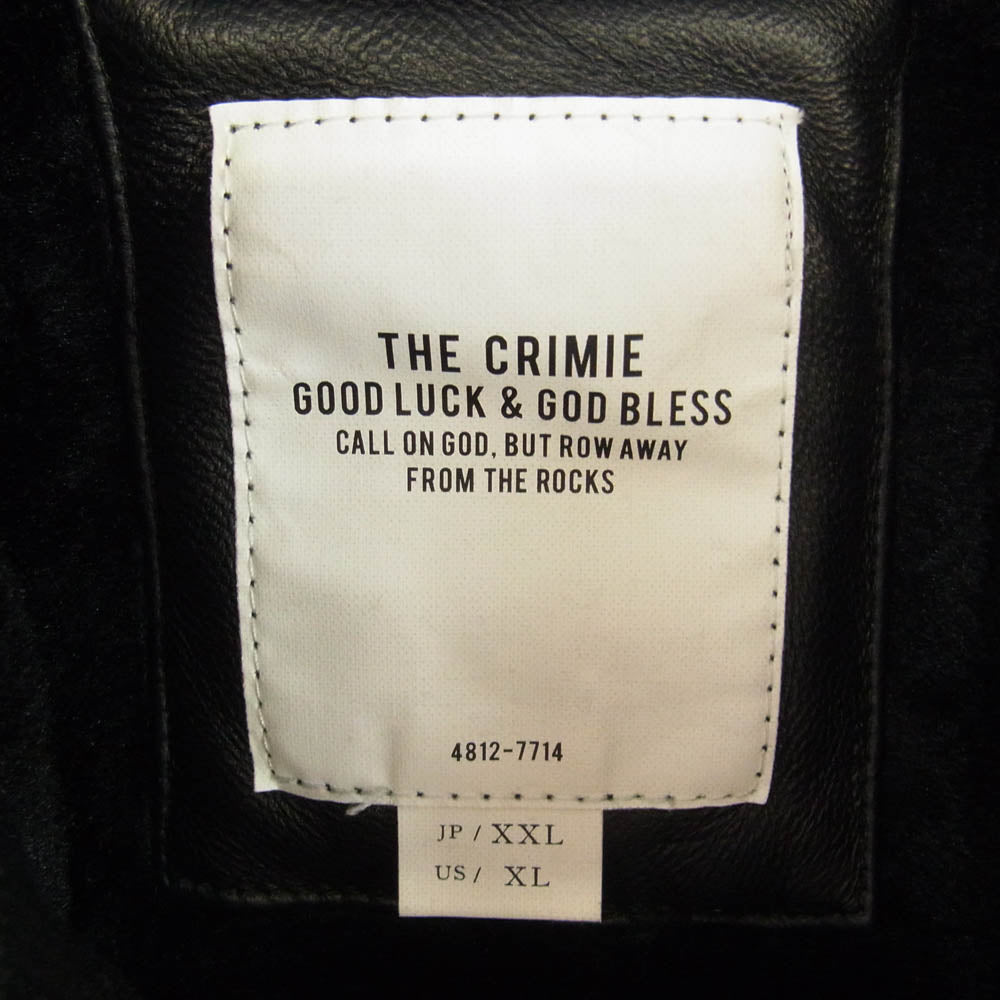 THE CRIMIE
GOOD LUCK & GOD BLESS
CALL ON GOD, BUT ROW AWAY
FROM THE ROCKS
4812-7714
JP / XXL
US / XL